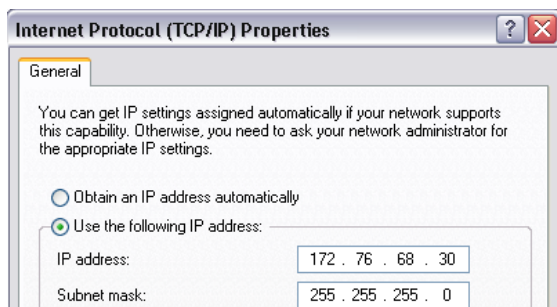 Internet Protocol (TCP/IP) Properties
General
You can get IP settings assigned automatically if your network supports
this capability. Otherwise, you need to ask your network administrator for
the appropriate IP settings.
Obtain an IP address automatically
Use the following IP address:
IP address: 172 . 76 . 68 . 30
Subnet mask: 255 . 255 . 255 . 0